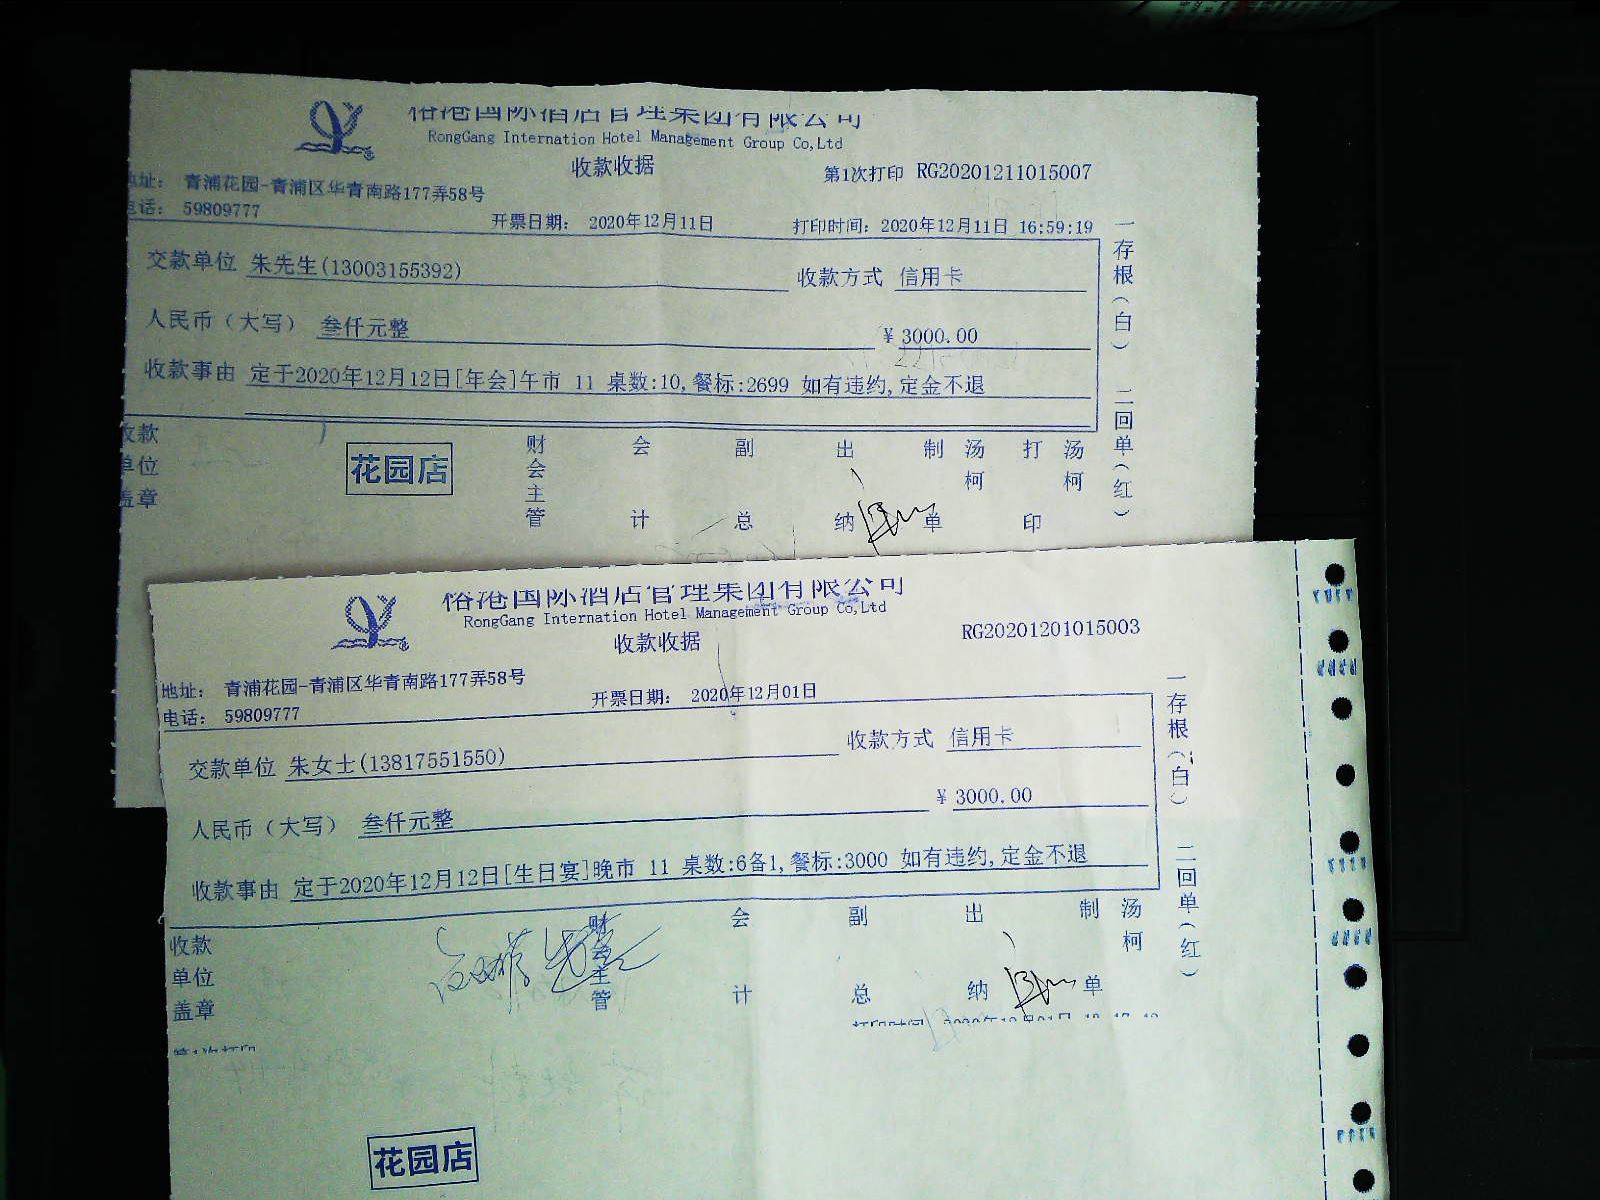 裕港国际酒店管理集团有限公司
RongGang Internation Hotel Management Group Co,Ltd
收款收据
第1次打印 RG20201211015007
地址: 青浦花园-青浦区华青南路177弄58号
电话: 59809777
开票日期: 2020年12月11日
打印时间: 2020年12月11日 16:59:19
交款单位 朱先生(13003155392)
收款方式 信用卡
人民币（大写） 叁仟元整
¥ 3000.00
收款事由 定于2020年12月12日[年会]午市 11 桌数:10,餐标:2699 如有违约,定金不退
一存根（白） 二回单（红）
收款单位盖章
花园店
财会主管 会计 副总 出纳 制单 汤柯 打印 汤柯
裕港国际酒店管理集团有限公司
RongGang Internation Hotel Management Group Co,Ltd
收款收据
RG20201201015003
地址: 青浦花园-青浦区华青南路177弄58号
电话: 59809777
开票日期: 2020年12月01日
交款单位 朱女士(13817551550)
收款方式 信用卡
人民币（大写） 叁仟元整
¥ 3000.00
收款事由 定于2020年12月12日[生日宴]晚市 11 桌数:6备1,餐标:3000 如有违约,定金不退
一存根（白） 二回单（红）
收款单位盖章
财会主管 会计 副总 出纳 制单 汤柯
打印时间
第1次打印
花园店